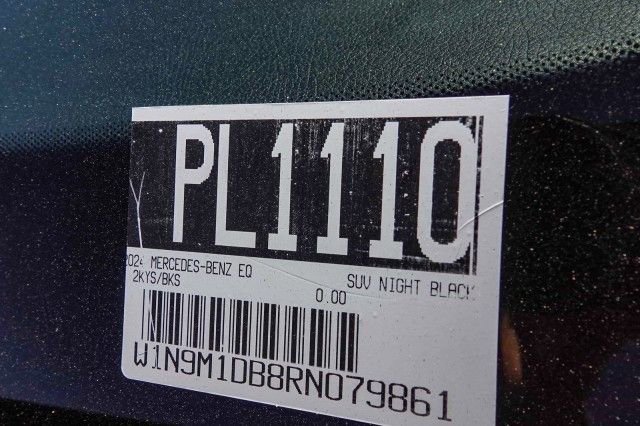 PL1110
2024 MERCEDES-BENZ EQ SUV NIGHT BLACK
2KYS/BKS 0.00
W1N9M1DB8RN079861